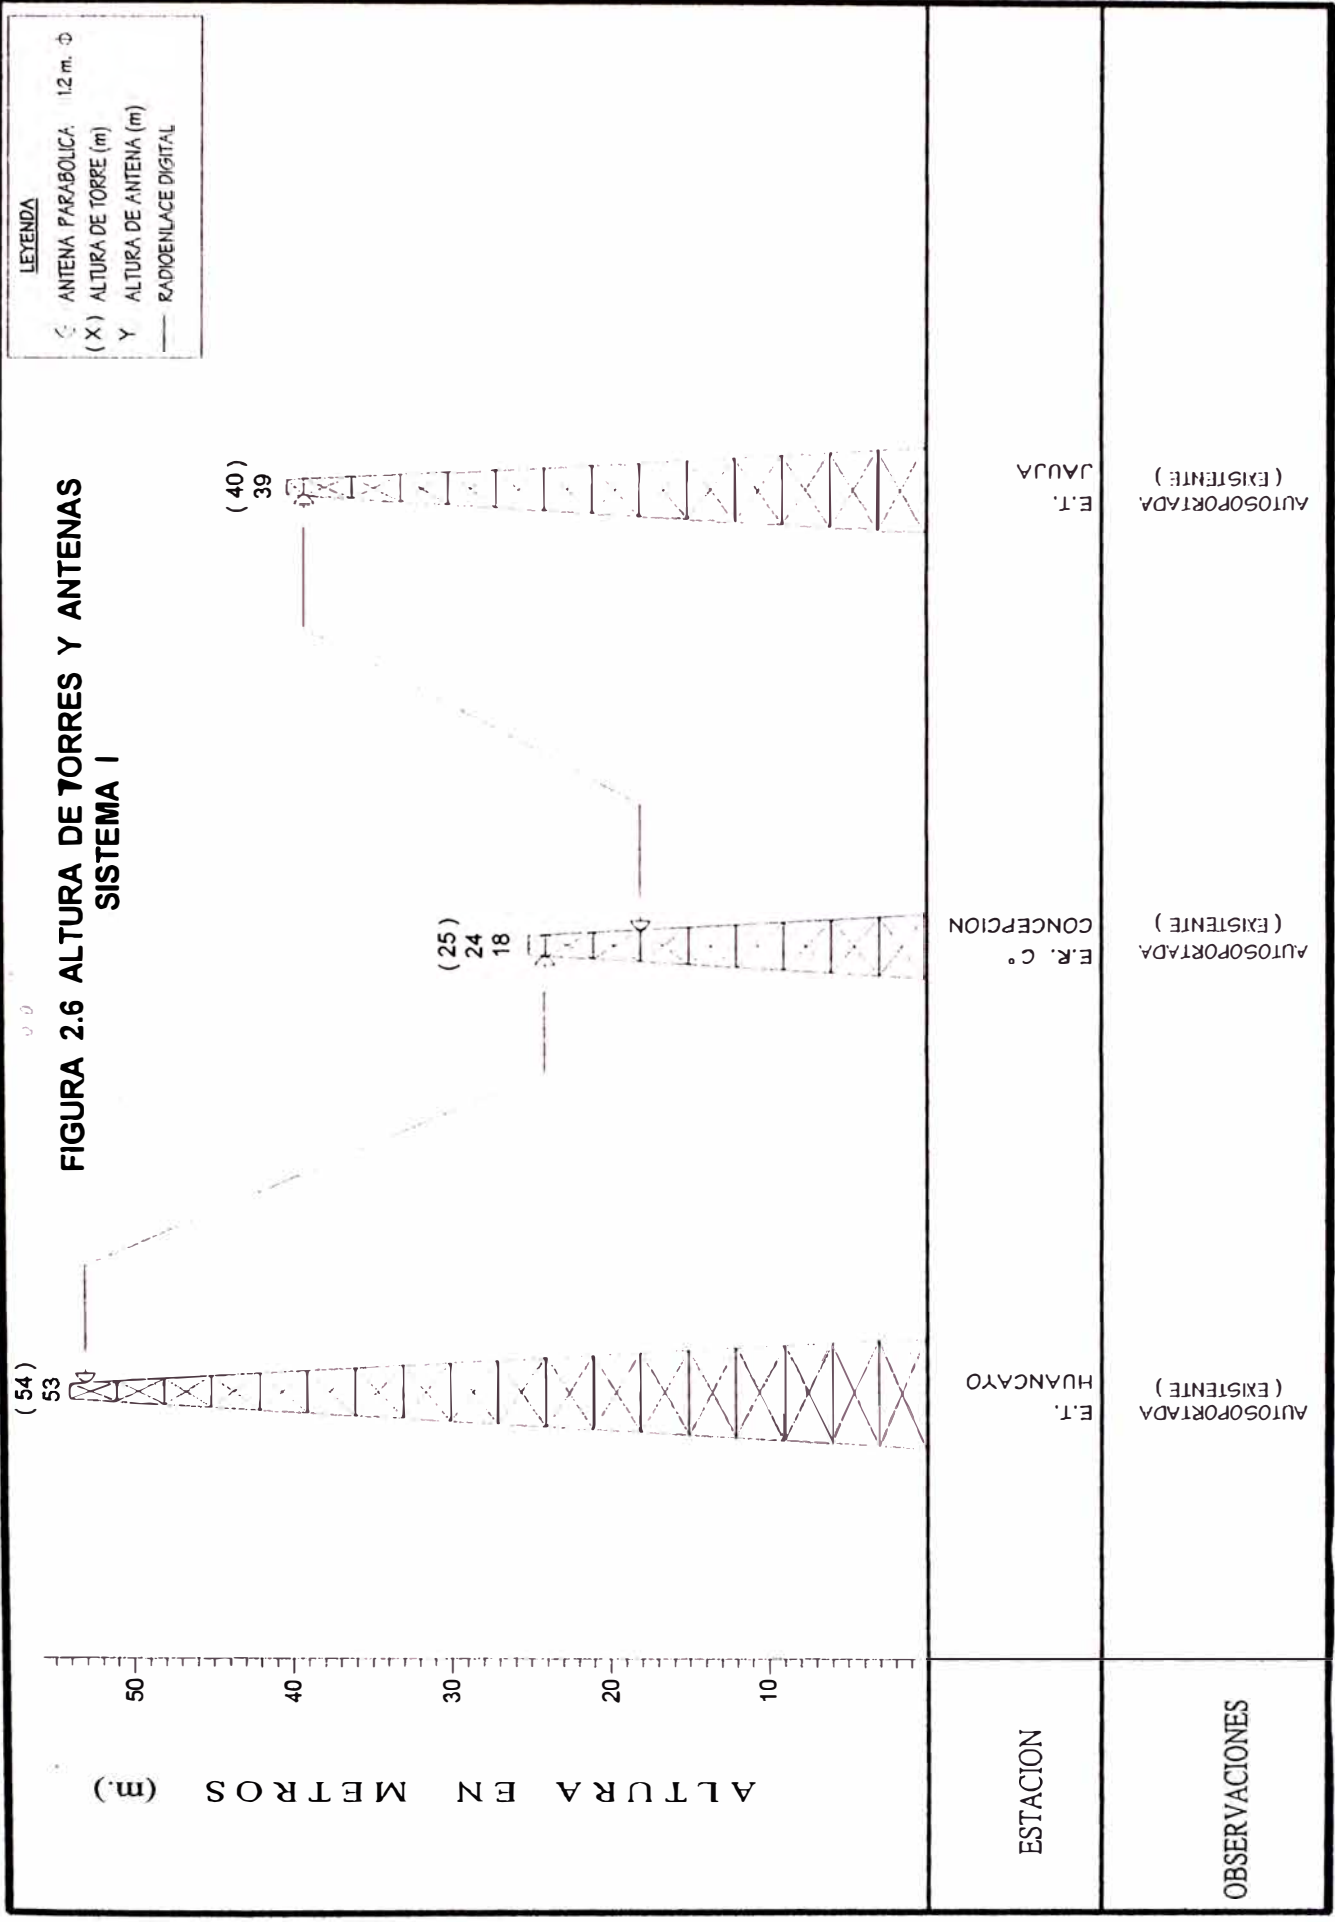 FIGURA 2.6 ALTURA DE TORRES Y ANTENAS
SISTEMA I
LEYENDA
ANTENA PARABOLICA 1.2 m. Φ
(X) ALTURA DE TORRE (m)
Y ALTURA DE ANTENA (m)
RADIOENLACE DIGITAL
ALTURA EN METROS (m.)
50
40
30
20
10
(54)
53
(25)
24
18
(40)
39
ESTACION
E.T.
HUANCAYO
E.R. C°
CONCEPCION
E.T.
JAUJA
OBSERVACIONES
AUTOSOPORTADA
( EXISTENTE )
AUTOSOPORTADA
( EXISTENTE )
AUTOSOPORTADA
( EXISTENTE )